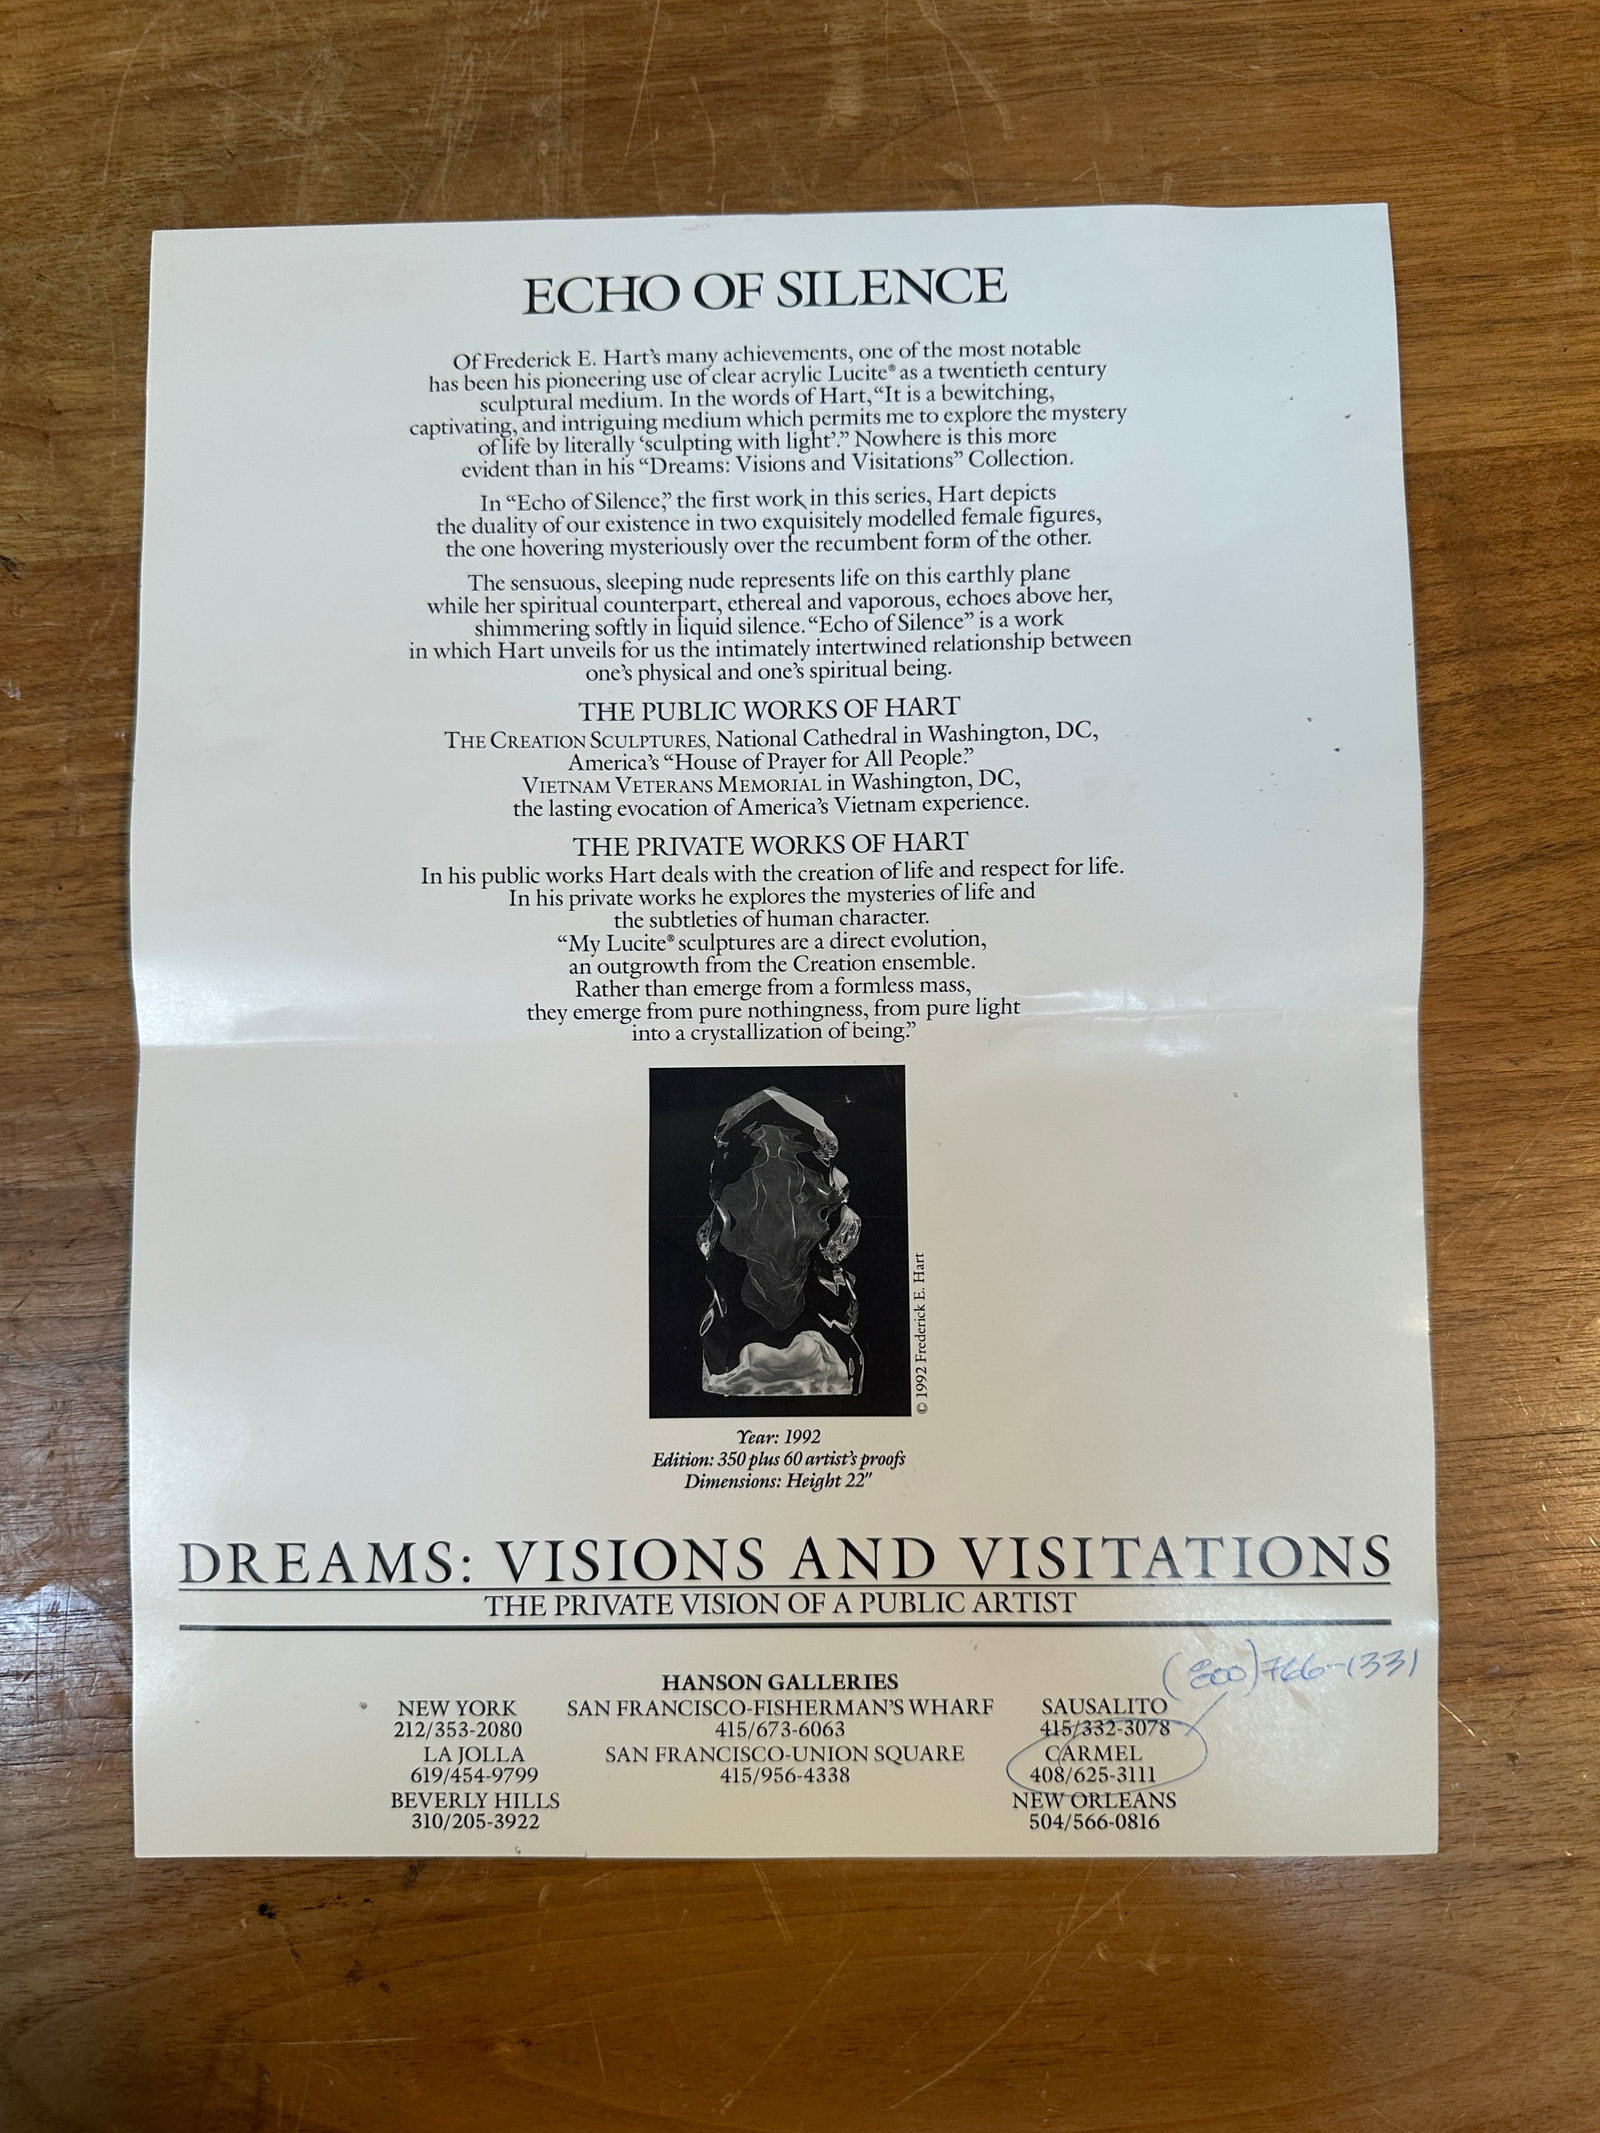 ECHO OF SILENCE
Of Frederick E. Hart's many achievements, one of the most notable
has been his pioneering use of clear acrylic Lucite® as a twentieth century
sculptural medium. In the words of Hart, “It is a bewitching,
captivating, and intriguing medium which permits me to explore the mystery
of life by literally ‘sculpting with light’.” Nowhere is this more
evident than in his “Dreams: Visions and Visitations” Collection.
In “Echo of Silence,” the first work in this series, Hart depicts
the duality of our existence in two exquisitely modelled female figures,
the one hovering mysteriously over the recumbent form of the other.
The sensuous, sleeping nude represents life on this earthly plane
while her spiritual counterpart, ethereal and vaporous, echoes above her,
shimmering softly in liquid silence. “Echo of Silence” is a work
in which Hart unveils for us the intimately intertwined relationship between
one's physical and one's spiritual being.
THE PUBLIC WORKS OF HART
THE CREATION SCULPTURES, National Cathedral in Washington, DC,
America's “House of Prayer for All People.”
VIETNAM VETERANS MEMORIAL in Washington, DC,
the lasting evocation of America's Vietnam experience.
THE PRIVATE WORKS OF HART
In his public works Hart deals with the creation of life and respect for life.
In his private works he explores the mysteries of life and
the subtleties of human character.
“My Lucite® sculptures are a direct evolution,
an outgrowth from the Creation ensemble.
Rather than emerge from a formless mass,
they emerge from pure nothingness, from pure light
into a crystallization of being.”
© 1992 Frederick E. Hart
Year: 1992
Edition: 350 plus 60 artist's proofs
Dimensions: Height 22"
DREAMS: VISIONS AND VISITATIONS
THE PRIVATE VISION OF A PUBLIC ARTIST
(800) 766-1331
HANSON GALLERIES
NEW YORK
212/353-2080
LA JOLLA
619/454-9799
BEVERLY HILLS
310/205-3922
SAN FRANCISCO-FISHERMAN'S WHARF
415/673-6063
SAN FRANCISCO-UNION SQUARE
415/956-4338
SAUSALITO
415/332-3078
CARMEL
408/625-3111
NEW ORLEANS
504/566-0816